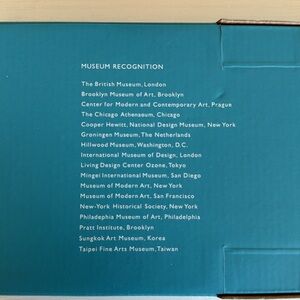 MUSEUM RECOGNITION
The British Museum, London
Brooklyn Museum of Art, Brooklyn
Center for Modern and Contemporary Art, Prague
The Chicago Athenaeum, Chicago
Cooper Hewitt, National Design Museum, New York
Groningen Museum, The Netherlands
Hillwood Museum, Washington, D.C.
International Museum of Design, London
Living Design Center Ozone, Tokyo
Mingei International Museum, San Diego
Museum of Modern Art, New York
Museum of Modern Art, San Francisco
New-York Historical Society, New York
Philadephia Museum of Art, Philadelphia
Pratt Institute, Brooklyn
Sungkok Art Museum, Korea
Taipei Fine Arts Museum, Taiwan